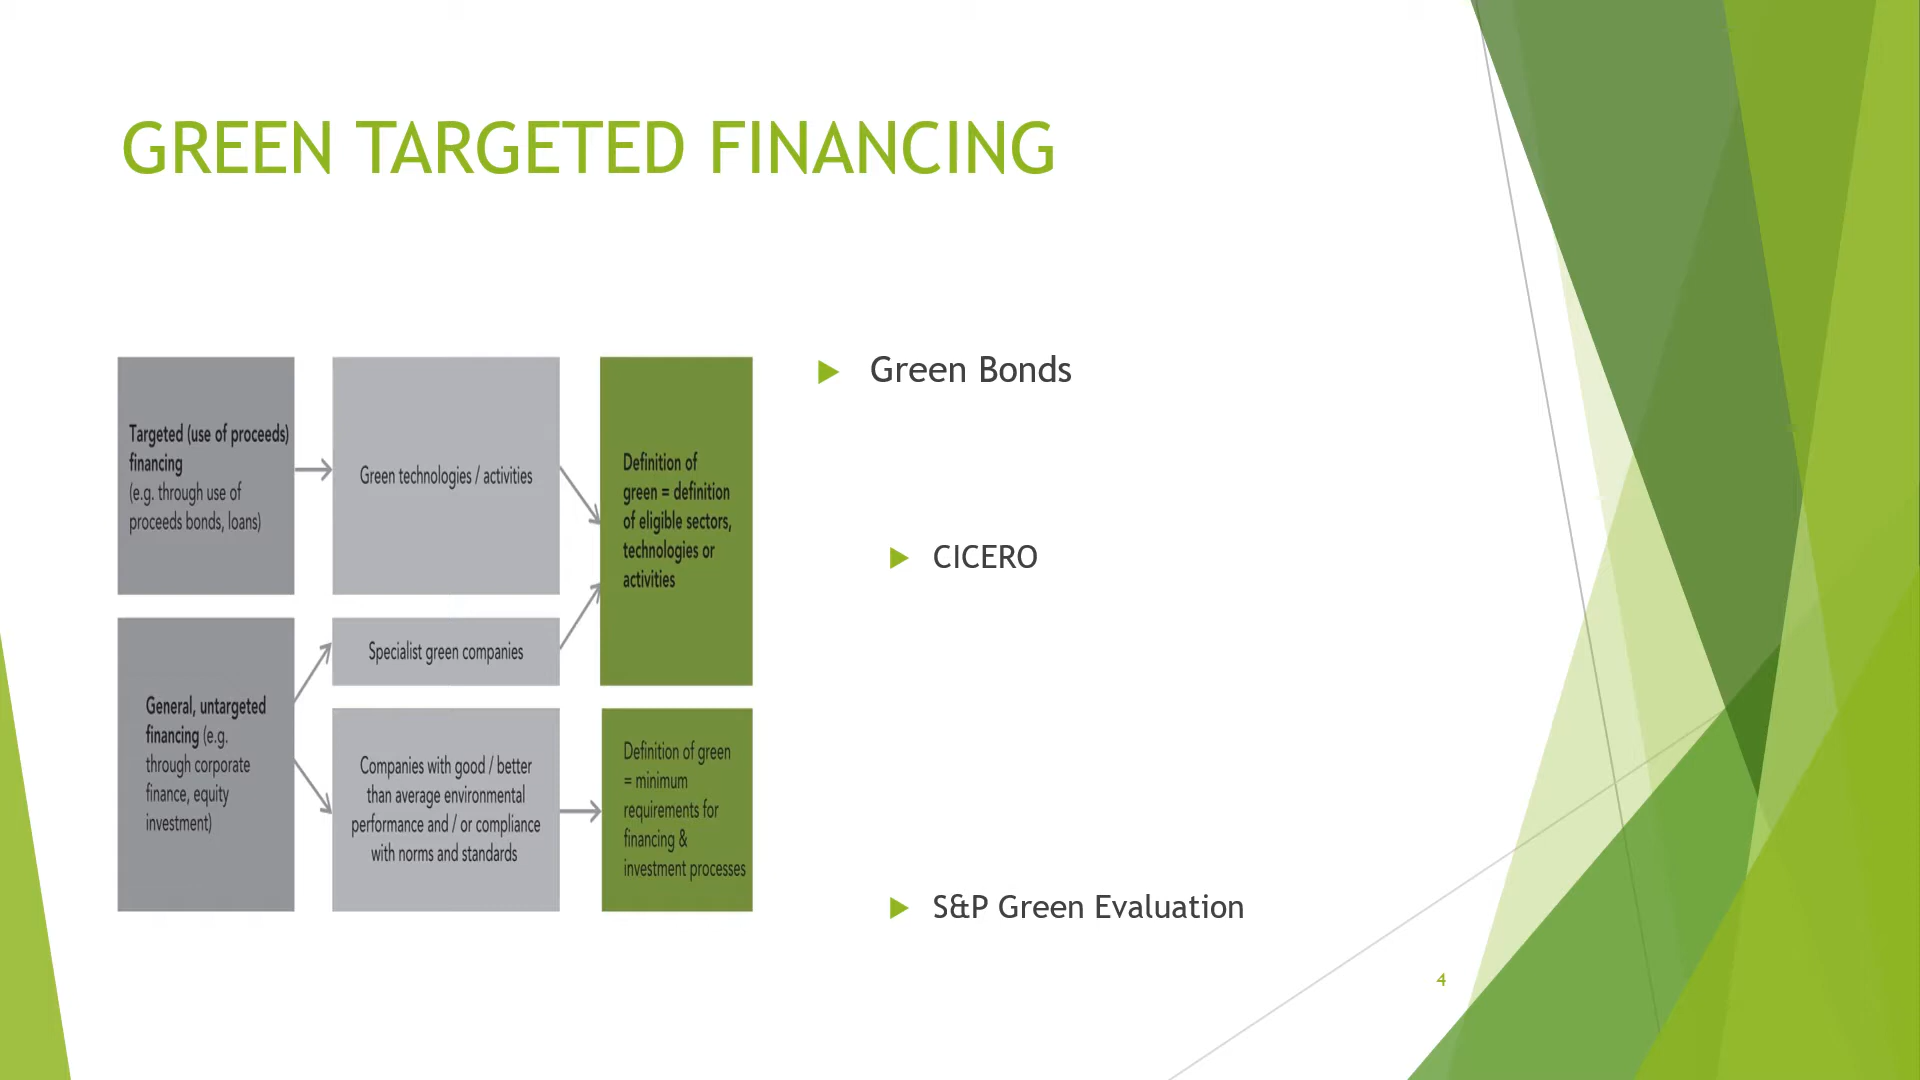 GREEN TARGETED FINANCING
Targeted (use of proceeds)
financing
(e.g. through use of
proceeds bonds, loans)
Green technologies / activities
Definition of
green = definition
of eligible sectors,
technologies or
activities
General, untargeted
financing (e.g.
through corporate
finance, equity
investment)
Specialist green companies
Companies with good / better
than average environmental
performance and / or compliance
with norms and standards
Definition of green
= minimum
requirements for
financing &
investment processes
Green Bonds
CICERO
S&P Green Evaluation
4